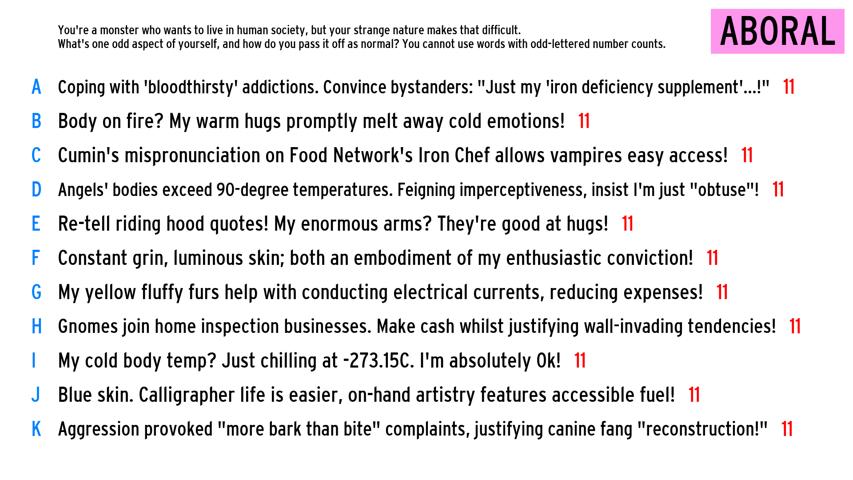 You're a monster who wants to live in human society, but your strange nature makes that difficult.
What's one odd aspect of yourself, and how do you pass it off as normal? You cannot use words with odd-lettered number counts.
ABORAL
A Coping with 'bloodthirsty' addictions. Convince bystanders: "Just my 'iron deficiency supplement'...!" 11
B Body on fire? My warm hugs promptly melt away cold emotions! 11
C Cumin's mispronunciation on Food Network's Iron Chef allows vampires easy access! 11
D Angels' bodies exceed 90-degree temperatures. Feigning imperceptiveness, insist I'm just "obtuse"! 11
E Re-tell riding hood quotes! My enormous arms? They're good at hugs! 11
F Constant grin, luminous skin; both an embodiment of my enthusiastic conviction! 11
G My yellow fluffy furs help with conducting electrical currents, reducing expenses! 11
H Gnomes join home inspection businesses. Make cash whilst justifying wall-invading tendencies! 11
I My cold body temp? Just chilling at -273.15C. I'm absolutely 0k! 11
J Blue skin. Calligrapher life is easier, on-hand artistry features accessible fuel! 11
K Aggression provoked "more bark than bite" complaints, justifying canine fang "reconstruction!" 11